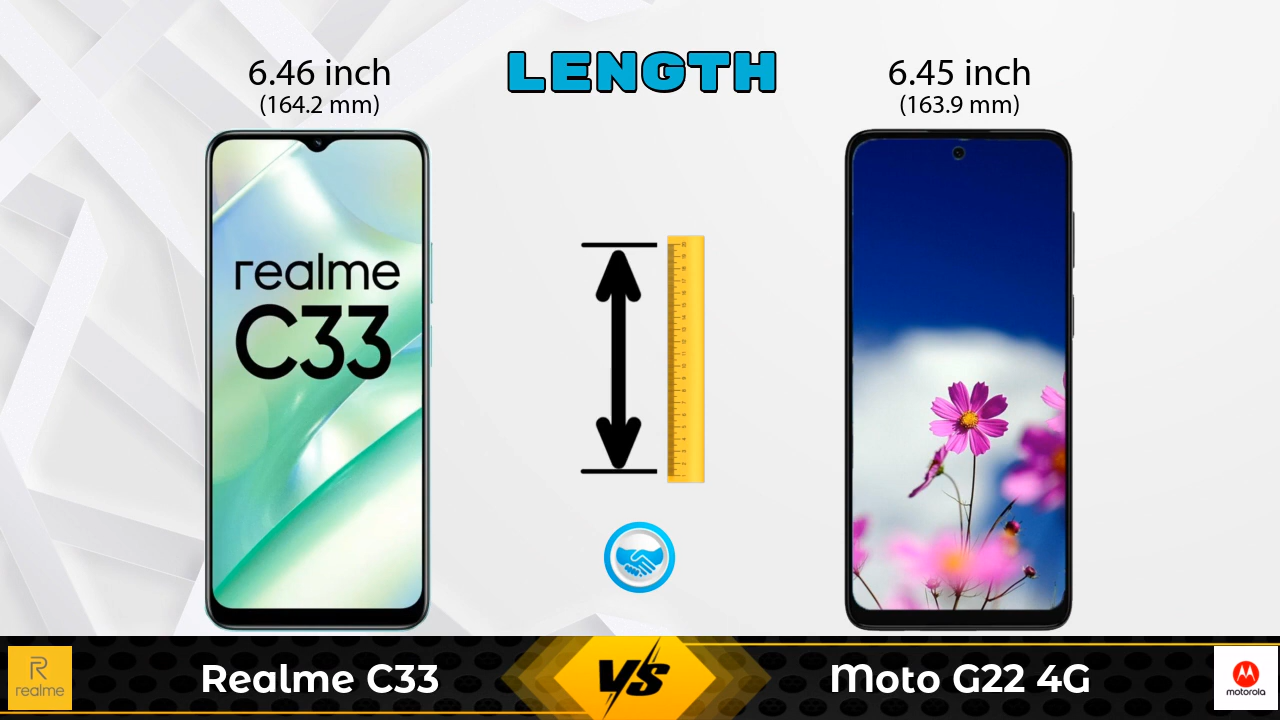 LENGTH
6.46 inch
(164.2 mm)
6.45 inch
(163.9 mm)
realme
C33
Realme C33
VS
Moto G22 4G
R
realme
motorola